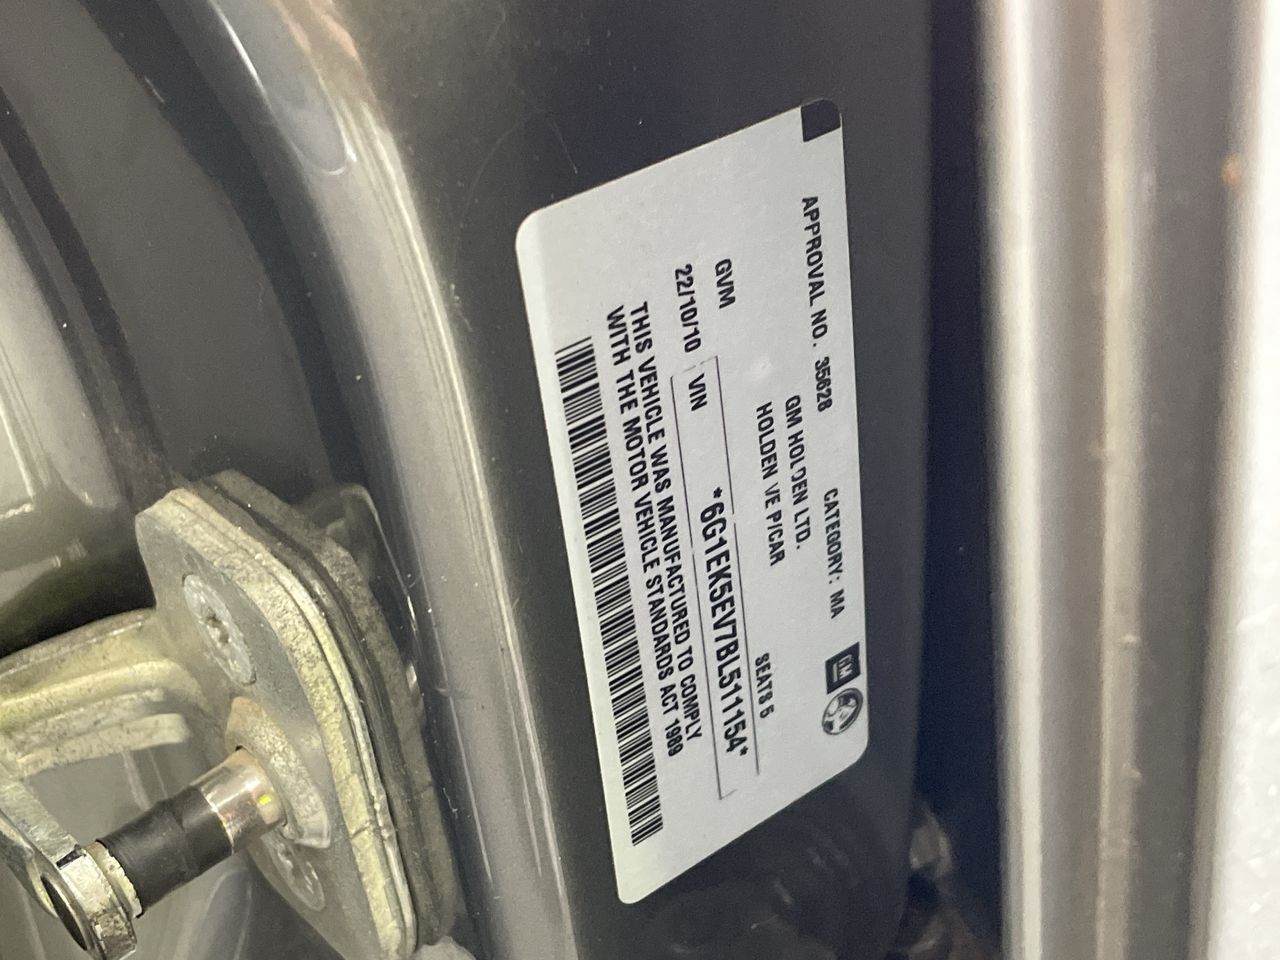 APPROVAL NO. 35628 CATEGORY: MA
GM
GM HOLDEN LTD.
HOLDEN VE P/CAR
SEATS 5
GVM
22/10/10 VIN *6G1EK5EV7BL511154*
THIS VEHICLE WAS MANUFACTURED TO COMPLY
WITH THE MOTOR VEHICLE STANDARDS ACT 1989